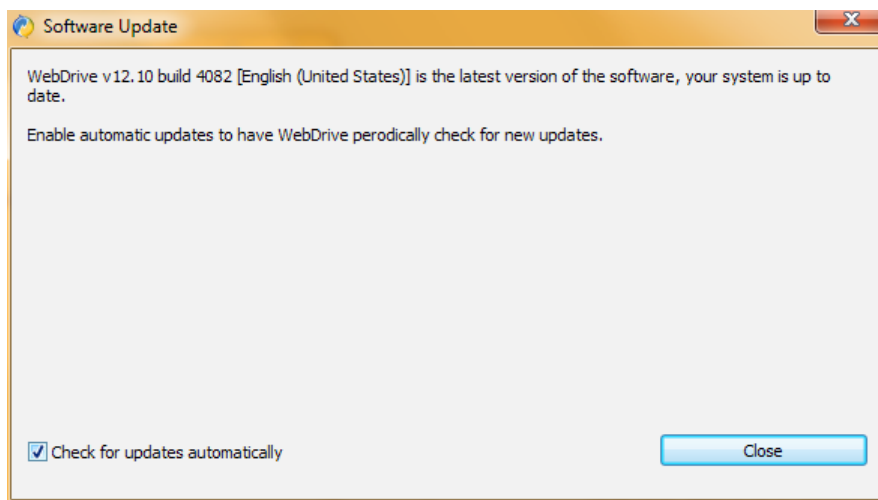 Software Update
WebDrive v12.10 build 4082 [English (United States)] is the latest version of the software, your system is up to
date.
Enable automatic updates to have WebDrive perodically check for new updates.
Check for updates automatically
Close